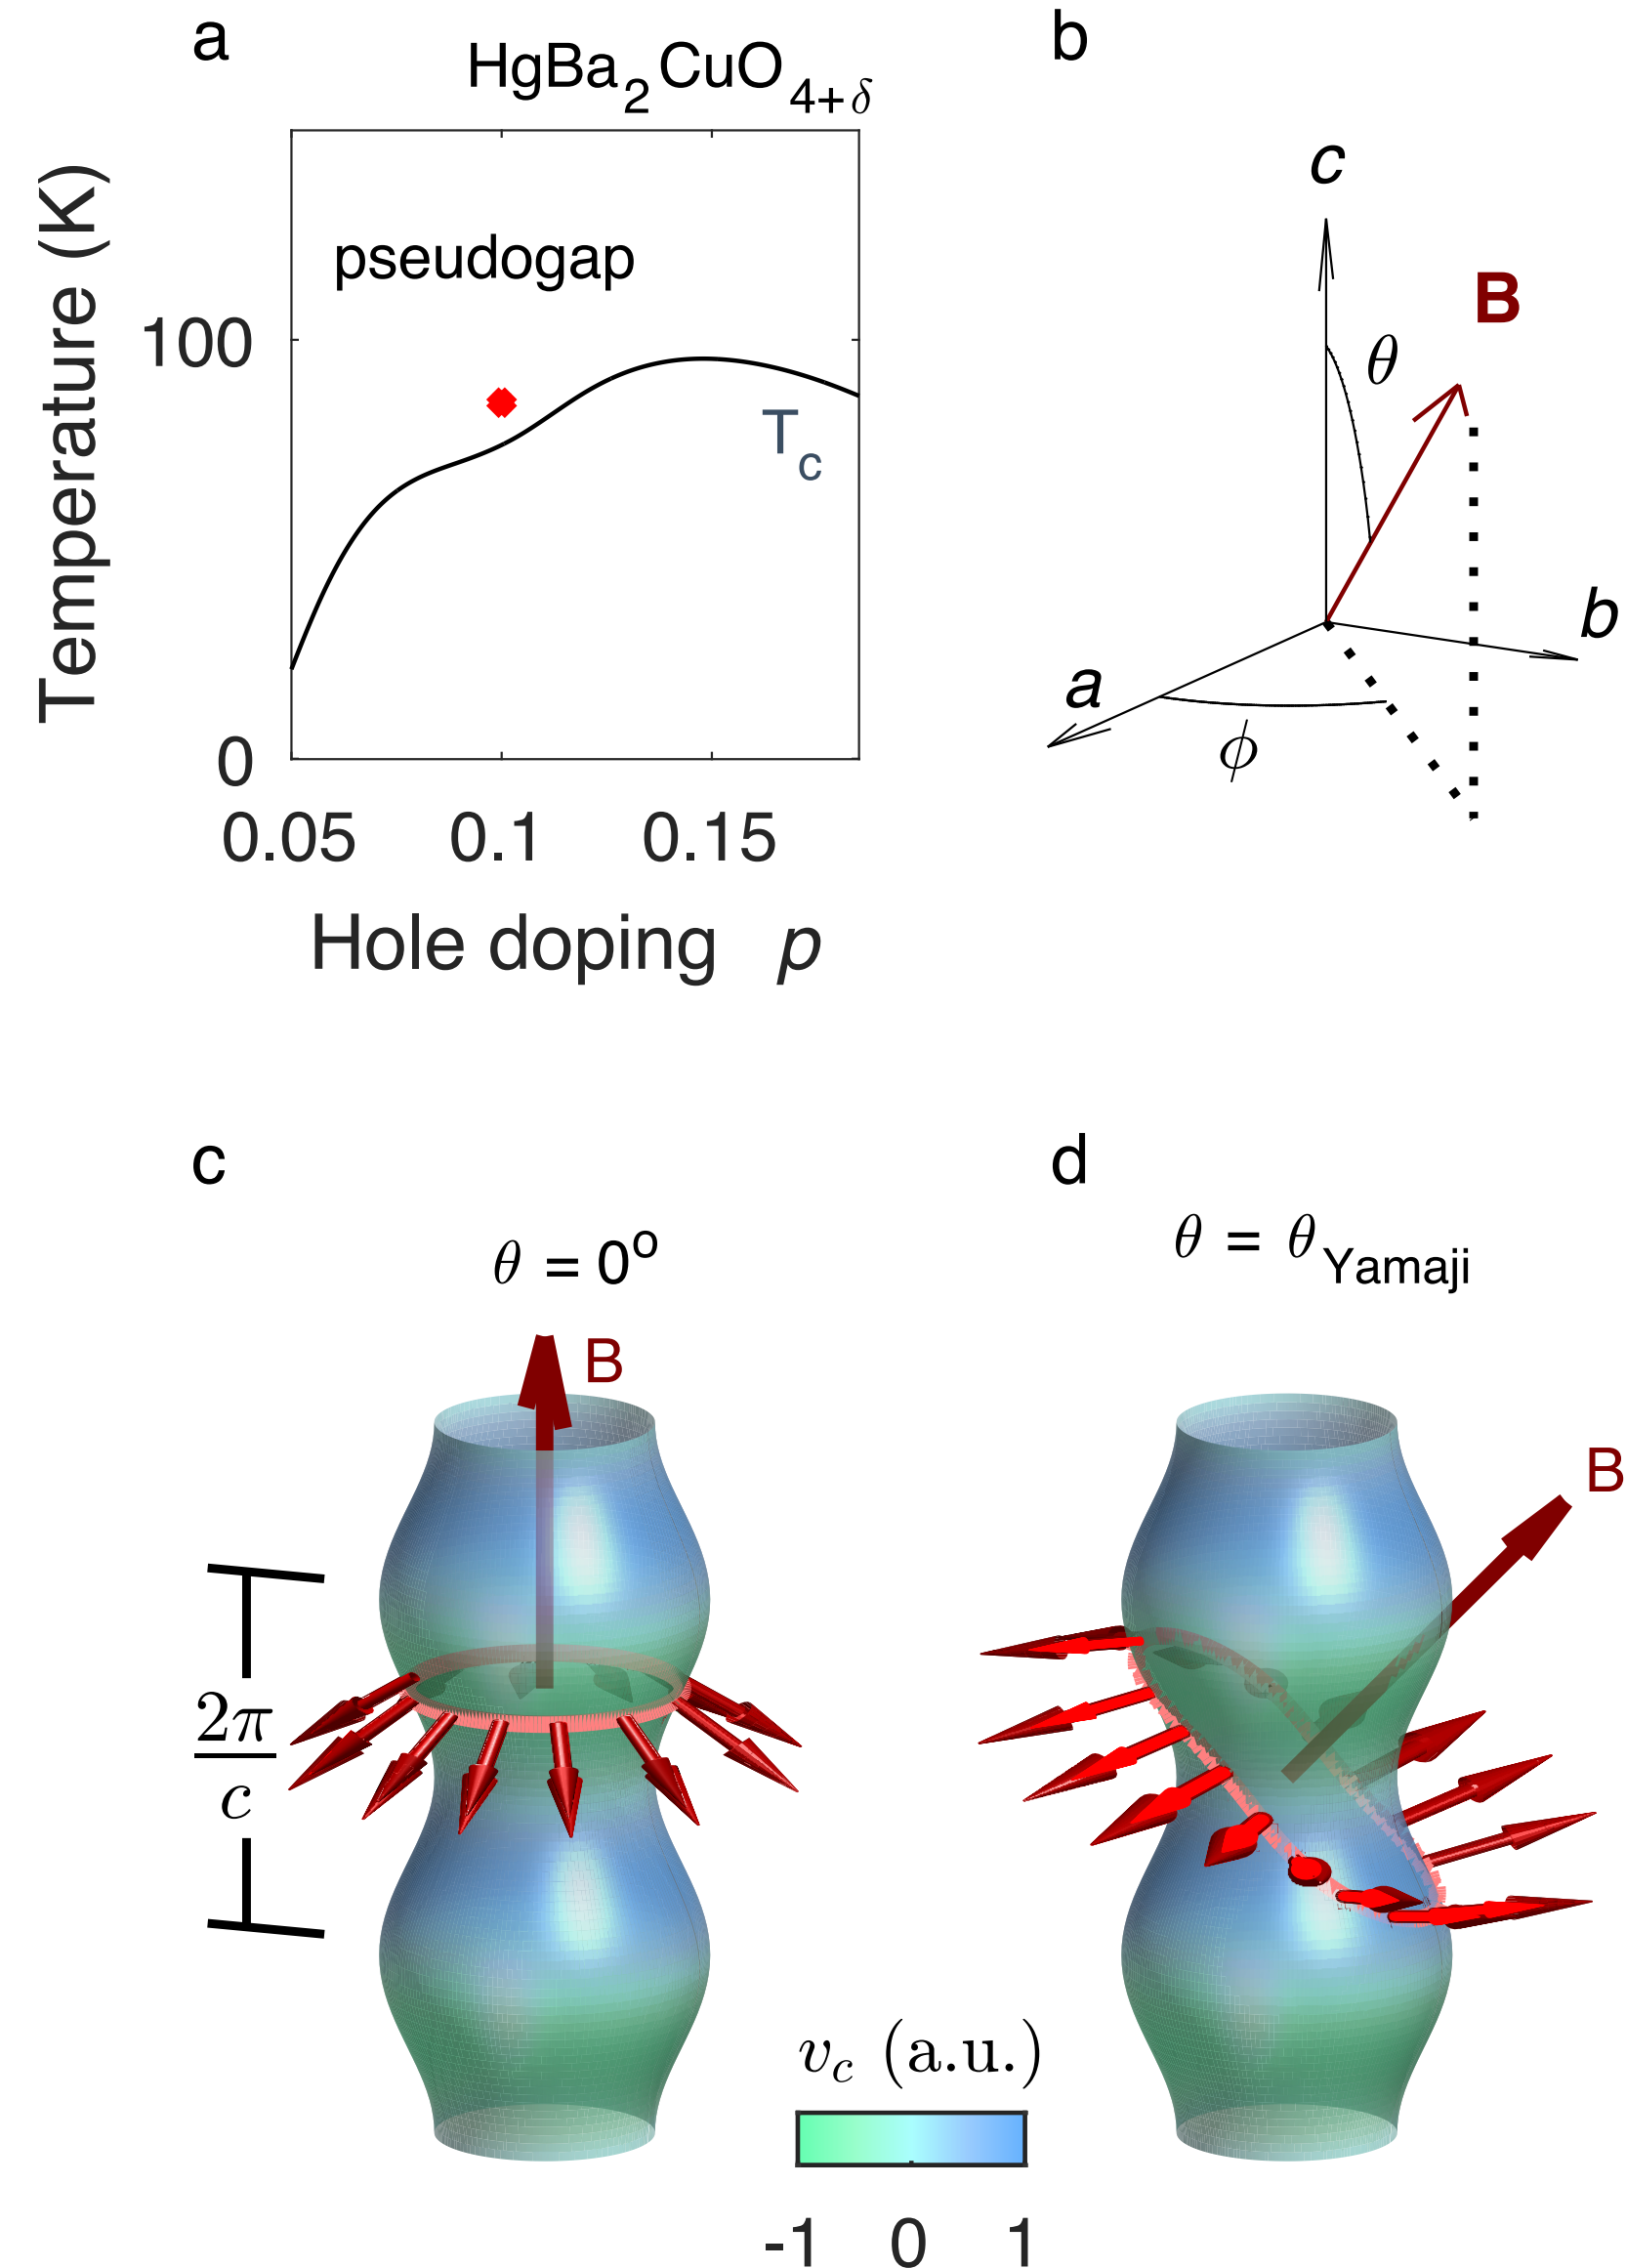 a
HgBa2CuO4+δ
Temperature (K)
pseudogap
100
Tc
0
0.05 0.1 0.15
Hole doping p
b
c
B
θ
b
a
ϕ
c
θ = 0o
B
2π
c
d
θ = θYamaji
B
vc (a.u.)
-1 0 1